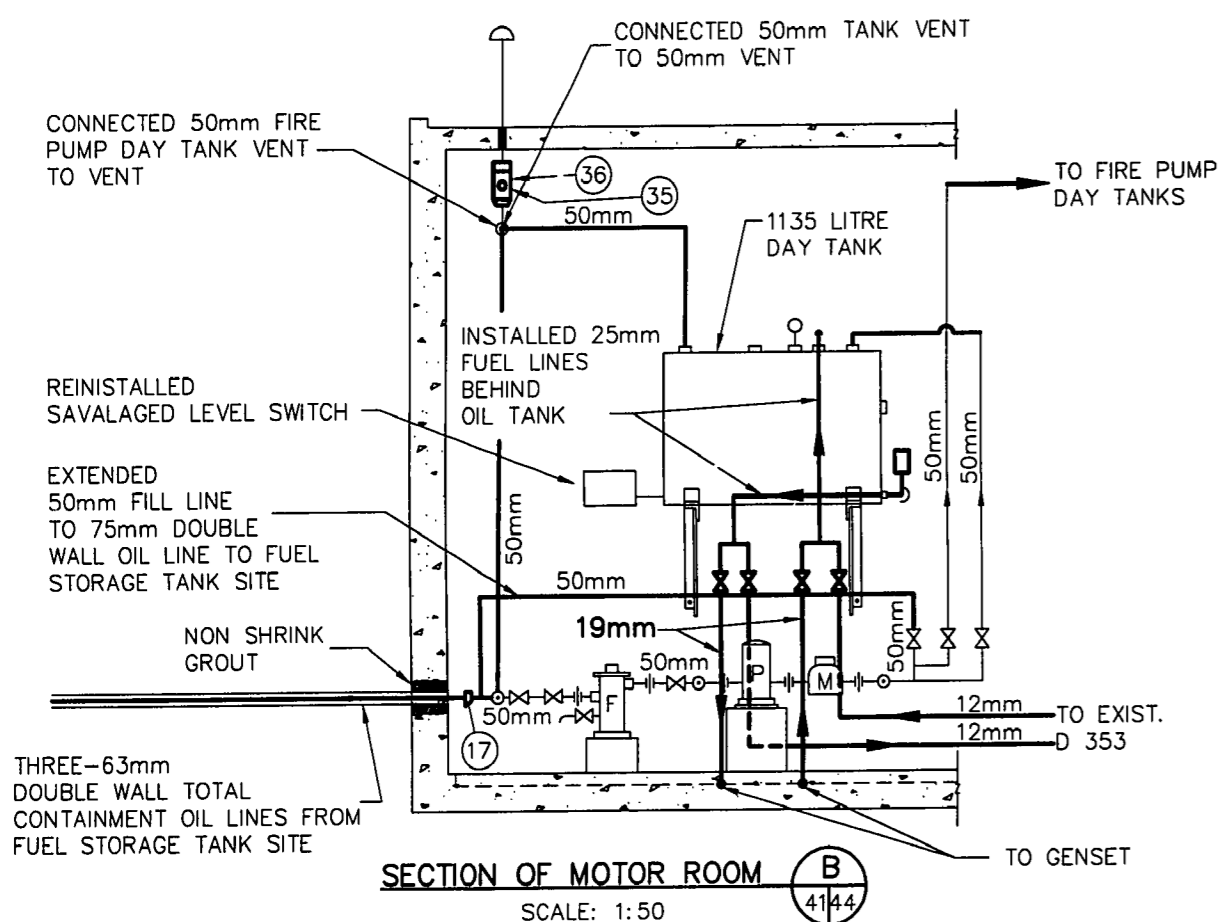 CONNECTED 50mm TANK VENT
TO 50mm VENT
CONNECTED 50mm FIRE
PUMP DAY TANK VENT
TO VENT
36
35
50mm
TO FIRE PUMP
DAY TANKS
1135 LITRE
DAY TANK
INSTALLED 25mm
FUEL LINES
BEHIND
OIL TANK
REINISTALLED
SAVALAGED LEVEL SWITCH
50mm
50mm
EXTENDED
50mm FILL LINE
TO 75mm DOUBLE
WALL OIL LINE TO FUEL
STORAGE TANK SITE
50mm
50mm
19mm
NON SHRINK
GROUT
50mm
50mm
P
M
F
50mm
17
12mm
12mm
TO EXIST.
D 353
THREE-63mm
DOUBLE WALL TOTAL
CONTAINMENT OIL LINES FROM
FUEL STORAGE TANK SITE
TO GENSET
SECTION OF MOTOR ROOM
B
41 44
SCALE: 1:50